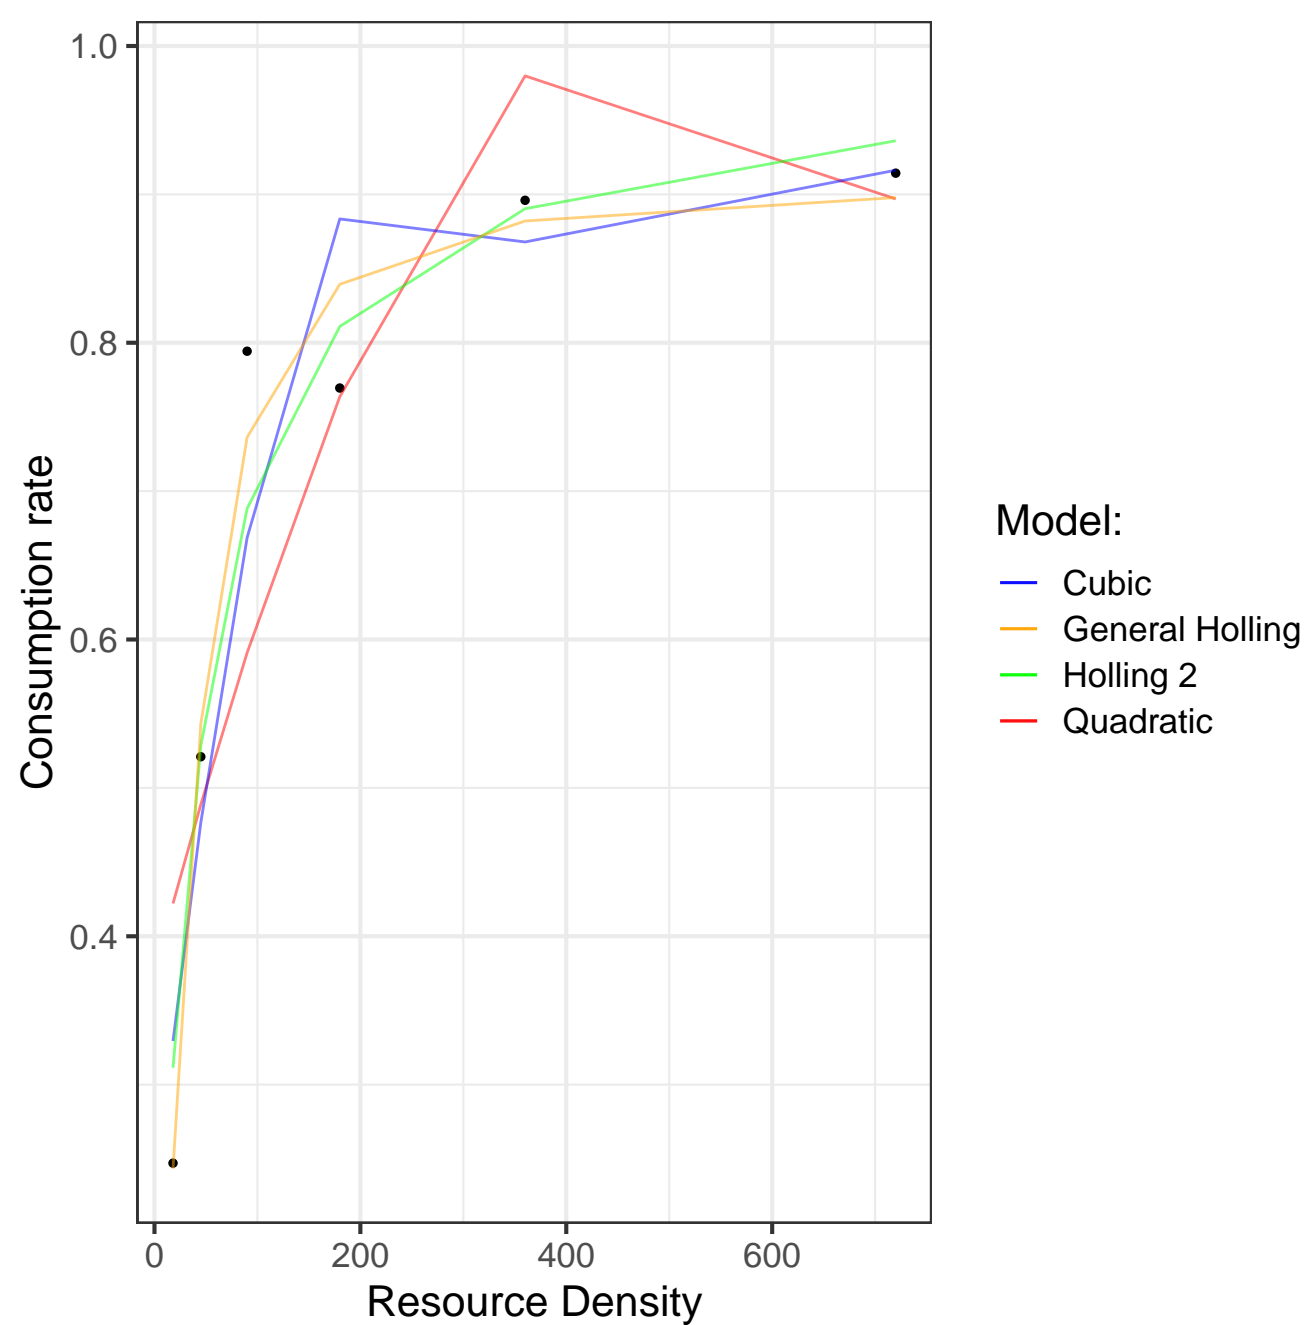 1.0
0.8
0.6
0.4
Consumption rate
0
200
400
600
Resource Density
Model:
Cubic
General Holling
Holling 2
Quadratic